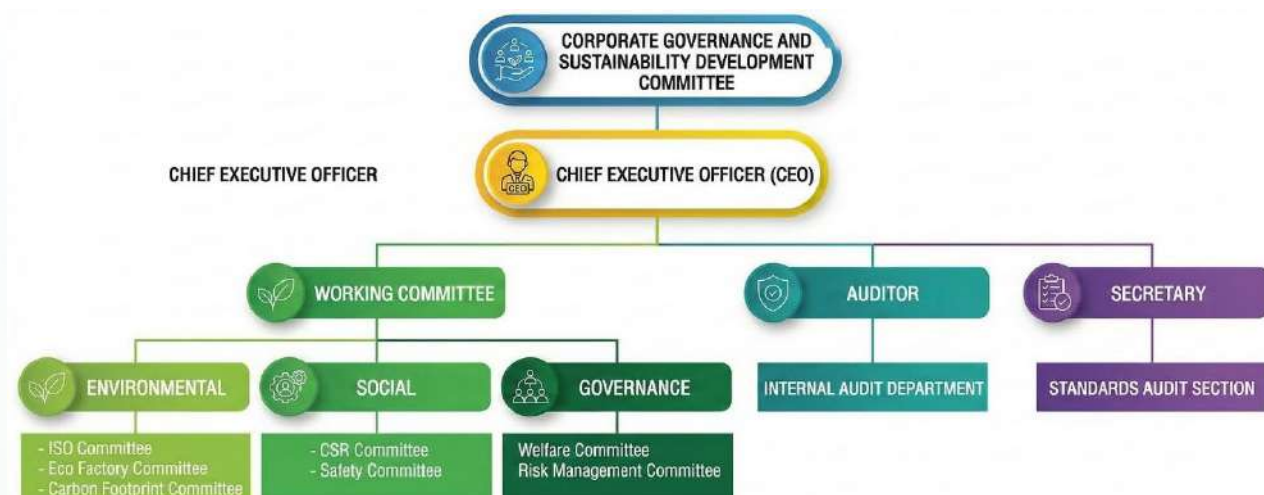 CORPORATE GOVERNANCE AND
SUSTAINABILITY DEVELOPMENT
COMMITTEE
CHIEF EXECUTIVE OFFICER
CEO
CHIEF EXECUTIVE OFFICER (CEO)
WORKING COMMITTEE
AUDITOR
SECRETARY
ENVIRONMENTAL
SOCIAL
GOVERNANCE
INTERNAL AUDIT DEPARTMENT
STANDARDS AUDIT SECTION
- ISO Committee
- Eco Factory Committee
- Carbon Footprint Committee
- CSR Committee
- Safety Committee
Welfare Committee
Risk Management Committee